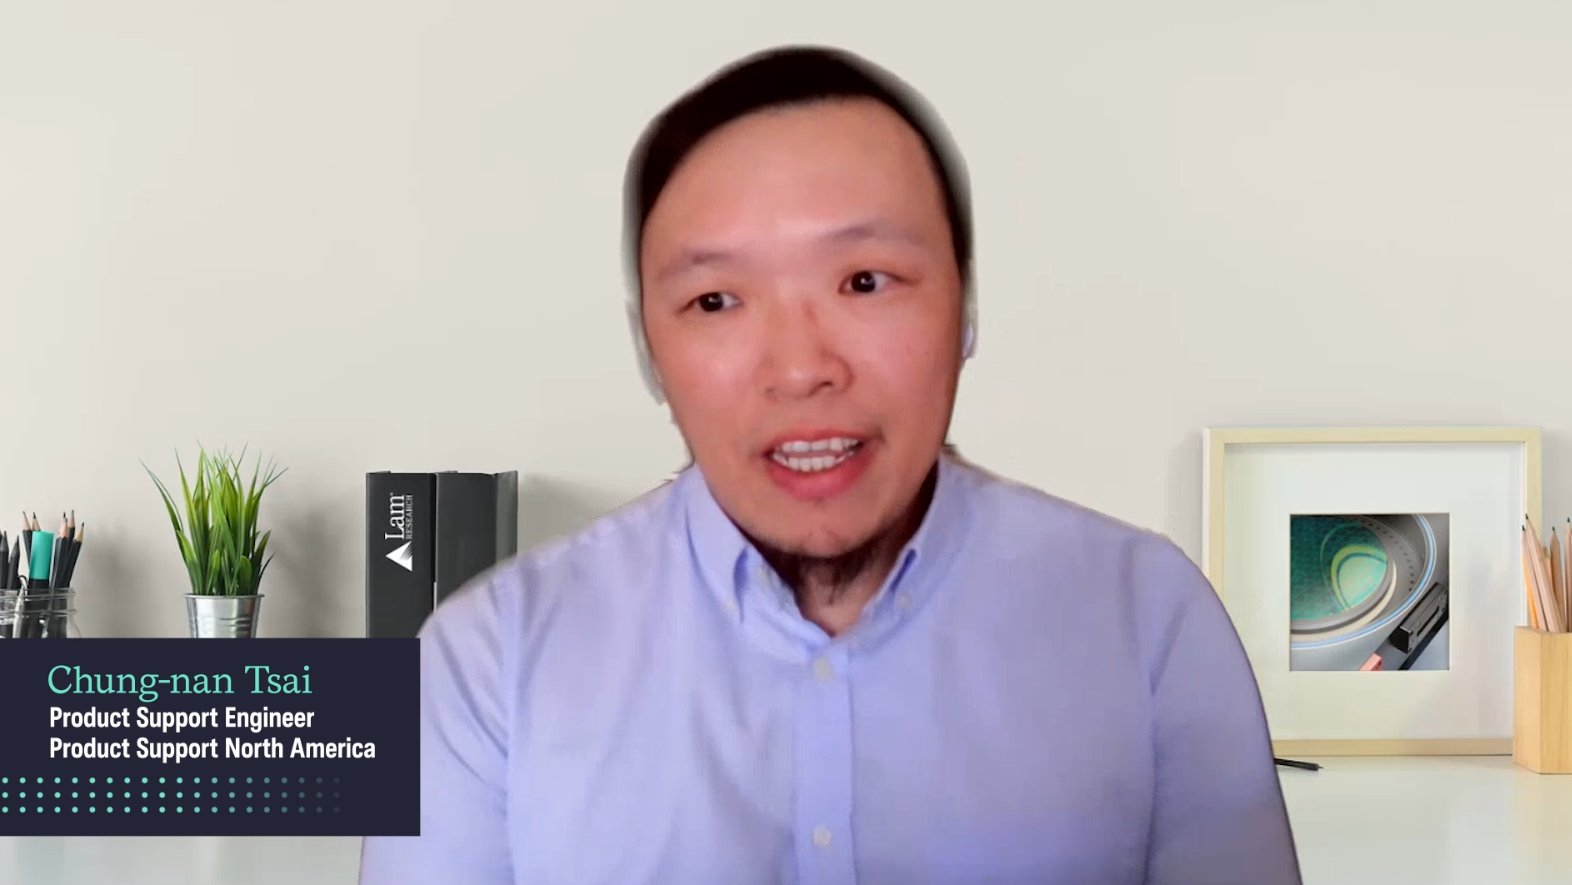 Lam®
RESEARCH
Chung-nan Tsai
Product Support Engineer
Product Support North America